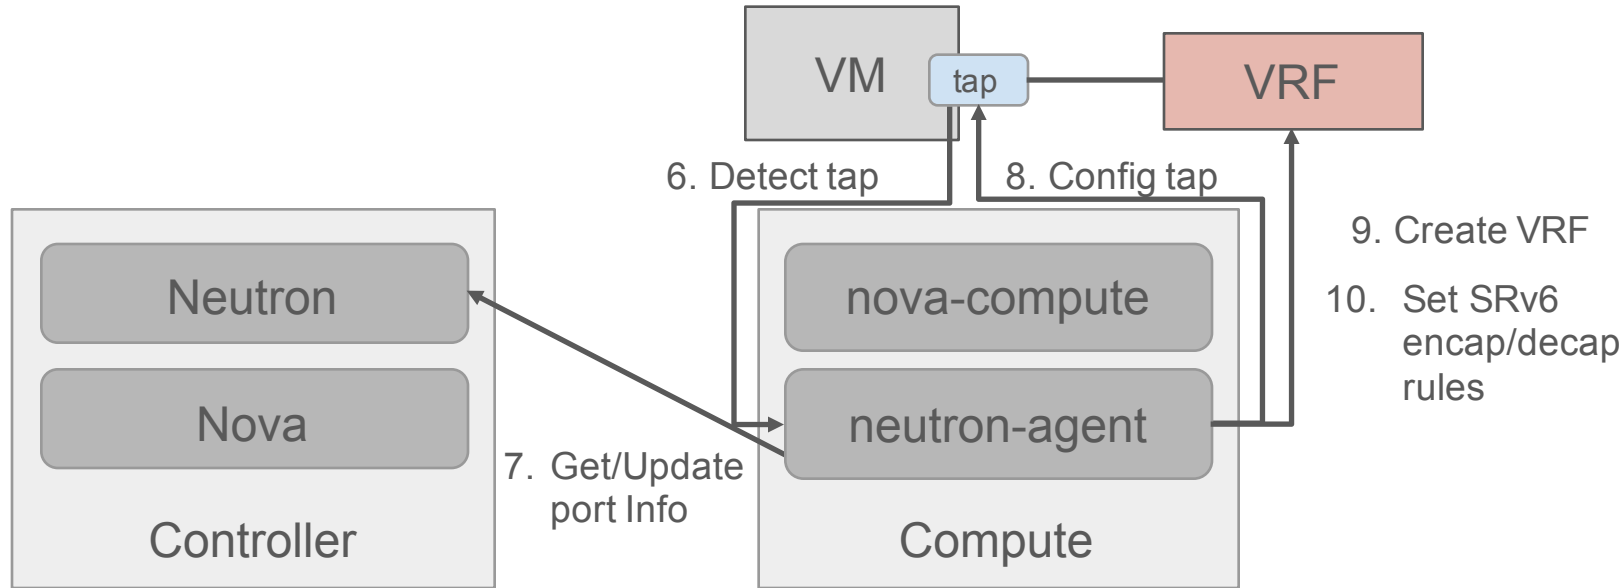 VM
tap
VRF
6. Detect tap
8. Config tap
9. Create VRF
10. Set SRv6
encap/decap
rules
Neutron
Nova
Controller
7. Get/Update
port Info
nova-compute
neutron-agent
Compute